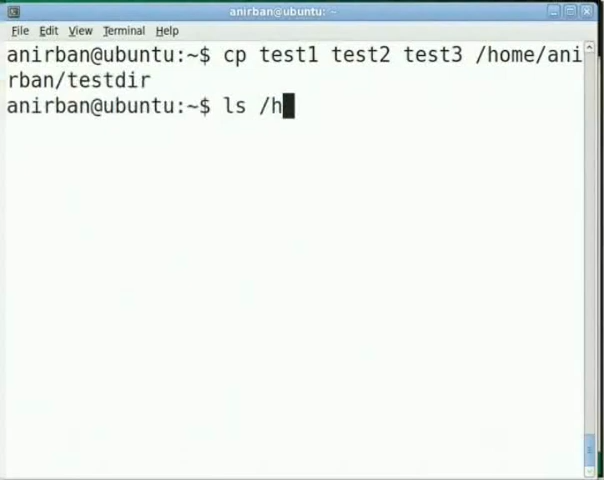 anirban@ubuntu: ~
File Edit View Terminal Help
anirban@ubuntu:~$ cp test1 test2 test3 /home/ani
rban/testdir
anirban@ubuntu:~$ ls /h